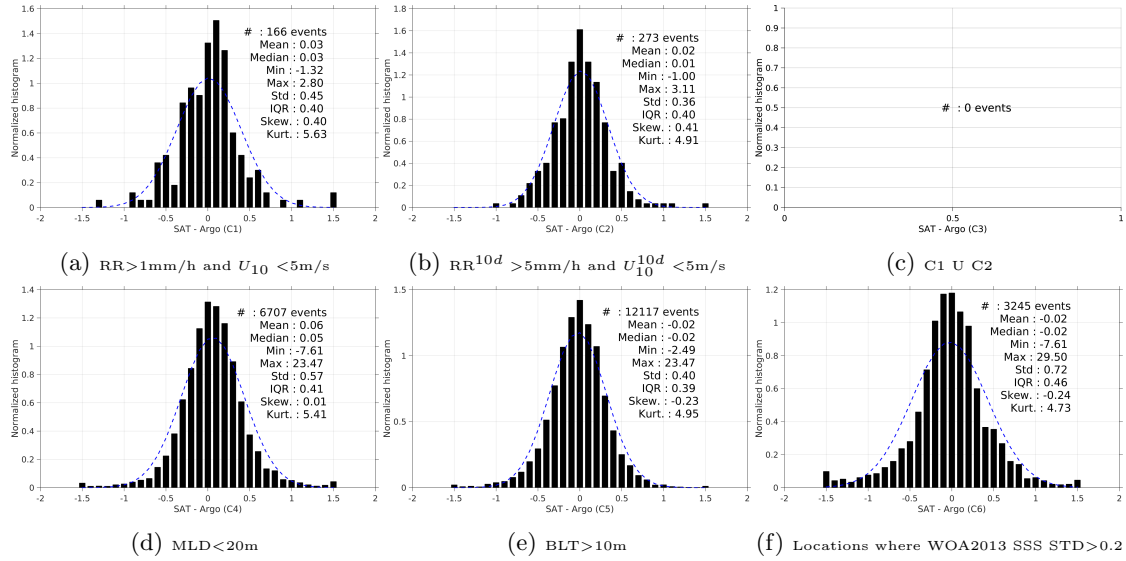 1.6
1.4
1.2
1
0.8
0.6
0.4
0.2
0
Normalized histogram
# : 166 events
Mean : 0.03
Median : 0.03
Min : -1.32
Max : 2.80
Std : 0.45
IQR : 0.40
Skew. : 0.40
Kurt. : 5.63
-2 -1.5 -1 -0.5 0 0.5 1 1.5 2
SAT - Argo (C1)
(a) RR>1mm/h and U10 <5m/s
1.8
1.6
1.4
1.2
1
0.8
0.6
0.4
0.2
0
Normalized histogram
# : 273 events
Mean : 0.02
Median : 0.01
Min : -1.00
Max : 3.11
Std : 0.36
IQR : 0.40
Skew. : 0.41
Kurt. : 4.91
-2 -1.5 -1 -0.5 0 0.5 1 1.5 2
SAT - Argo (C2)
(b) RR^10d >5mm/h and U10^10d <5m/s
1
0.9
0.8
0.7
0.6
0.5
0.4
0.3
0.2
0.1
0
Normalized histogram
# : 0 events
0 0.5 1
SAT - Argo (C3)
(c) C1 U C2
1.4
1.2
1
0.8
0.6
0.4
0.2
0
Normalized histogram
# : 6707 events
Mean : 0.06
Median : 0.05
Min : -7.61
Max : 23.47
Std : 0.57
IQR : 0.41
Skew. : 0.01
Kurt. : 5.41
-2 -1.5 -1 -0.5 0 0.5 1 1.5 2
SAT - Argo (C4)
(d) MLD<20m
1.5
1
0.5
0
Normalized histogram
# : 12117 events
Mean : -0.02
Median : -0.02
Min : -2.49
Max : 23.47
Std : 0.40
IQR : 0.39
Skew. : -0.23
Kurt. : 4.95
-2 -1.5 -1 -0.5 0 0.5 1 1.5 2
SAT - Argo (C5)
(e) BLT>10m
1.2
1
0.8
0.6
0.4
0.2
0
Normalized histogram
# : 3245 events
Mean : -0.02
Median : -0.02
Min : -7.61
Max : 29.50
Std : 0.72
IQR : 0.46
Skew. : -0.24
Kurt. : 4.73
-2 -1.5 -1 -0.5 0 0.5 1 1.5 2
SAT - Argo (C6)
(f) Locations where WOA2013 SSS STD>0.2